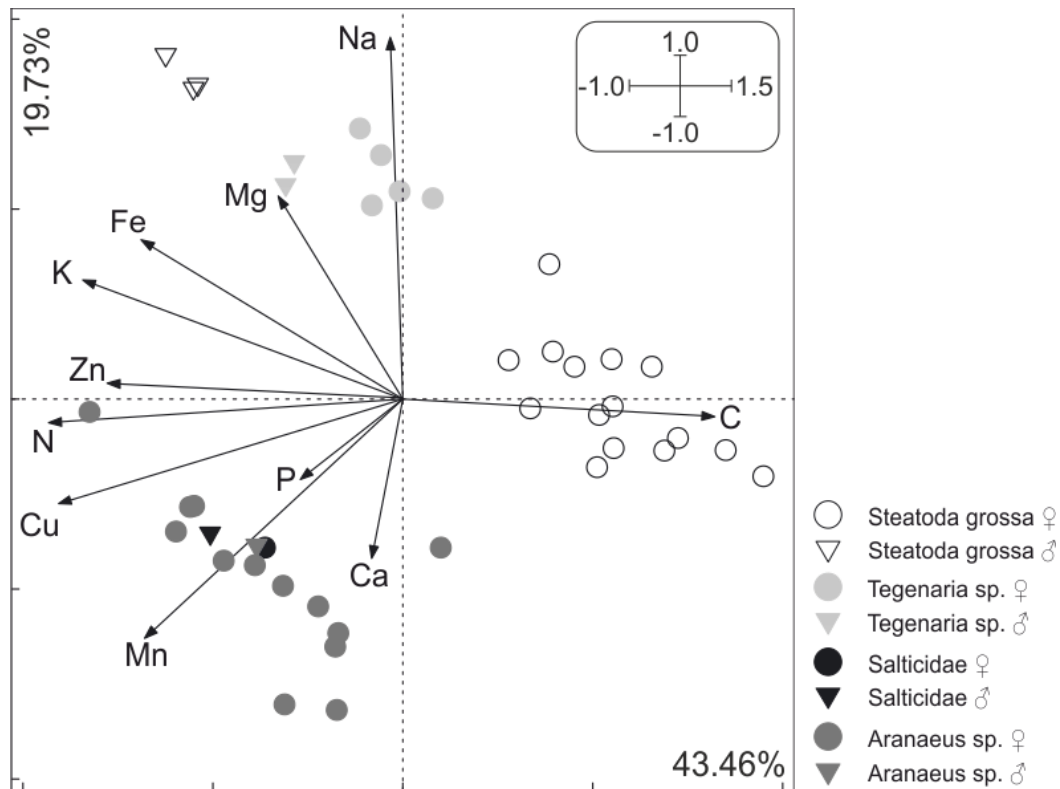 19.73%
Na
1.0
-1.0 1.5
-1.0
Mg
Fe
K
Zn
N
C
P
Cu
Ca
Mn
43.46%
Steatoda grossa ♀
Steatoda grossa ♂
Tegenaria sp. ♀
Tegenaria sp. ♂
Salticidae ♀
Salticidae ♂
Aranaeus sp. ♀
Aranaeus sp. ♂